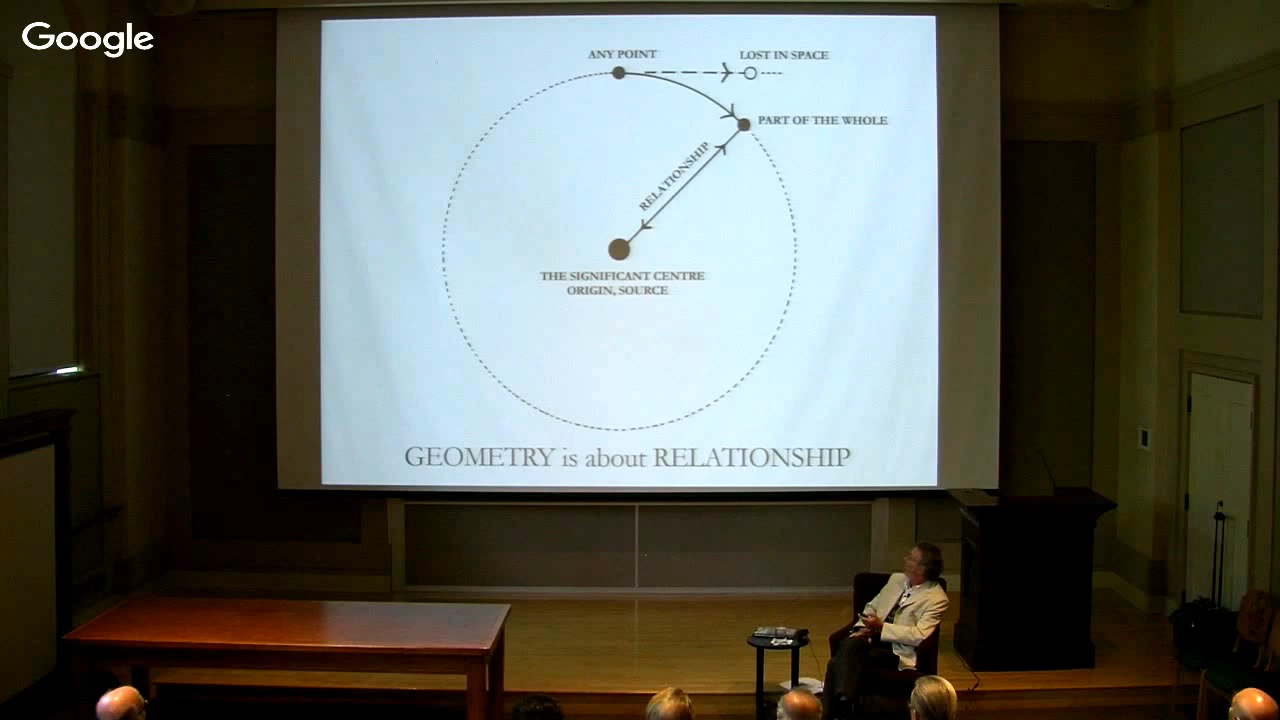 Google
ANY POINT
LOST IN SPACE
PART OF THE WHOLE
RELATIONSHIP
THE SIGNIFICANT CENTRE
ORIGIN, SOURCE
GEOMETRY is about RELATIONSHIP